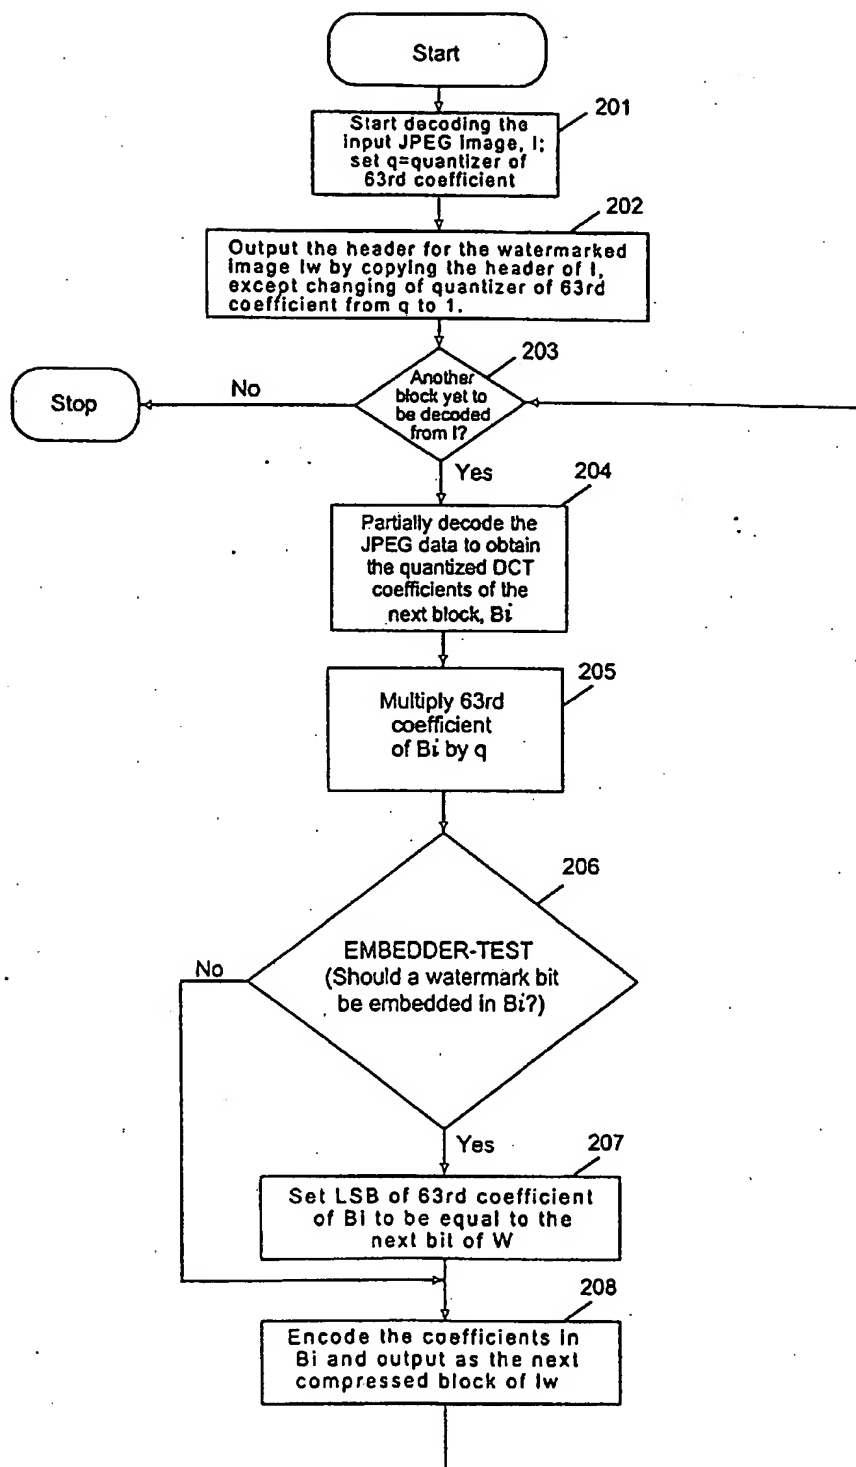 Start
201
Start decoding the
input JPEG image, I;
set q=quantizer of
63rd coefficient
202
Output the header for the watermarked
image Iw by copying the header of I,
except changing of quantizer of 63rd
coefficient from q to 1.
203
Another
block yet to
be decoded
from I?
No
Stop
Yes
204
Partially decode the
JPEG data to obtain
the quantized DCT
coefficients of the
next block, Bi
205
Multiply 63rd
coefficient
of Bi by q
206
EMBEDDER-TEST
(Should a watermark bit
be embedded in Bi?)
No
Yes
207
Set LSB of 63rd coefficient
of Bi to be equal to the
next bit of W
208
Encode the coefficients in
Bi and output as the next
compressed block of Iw